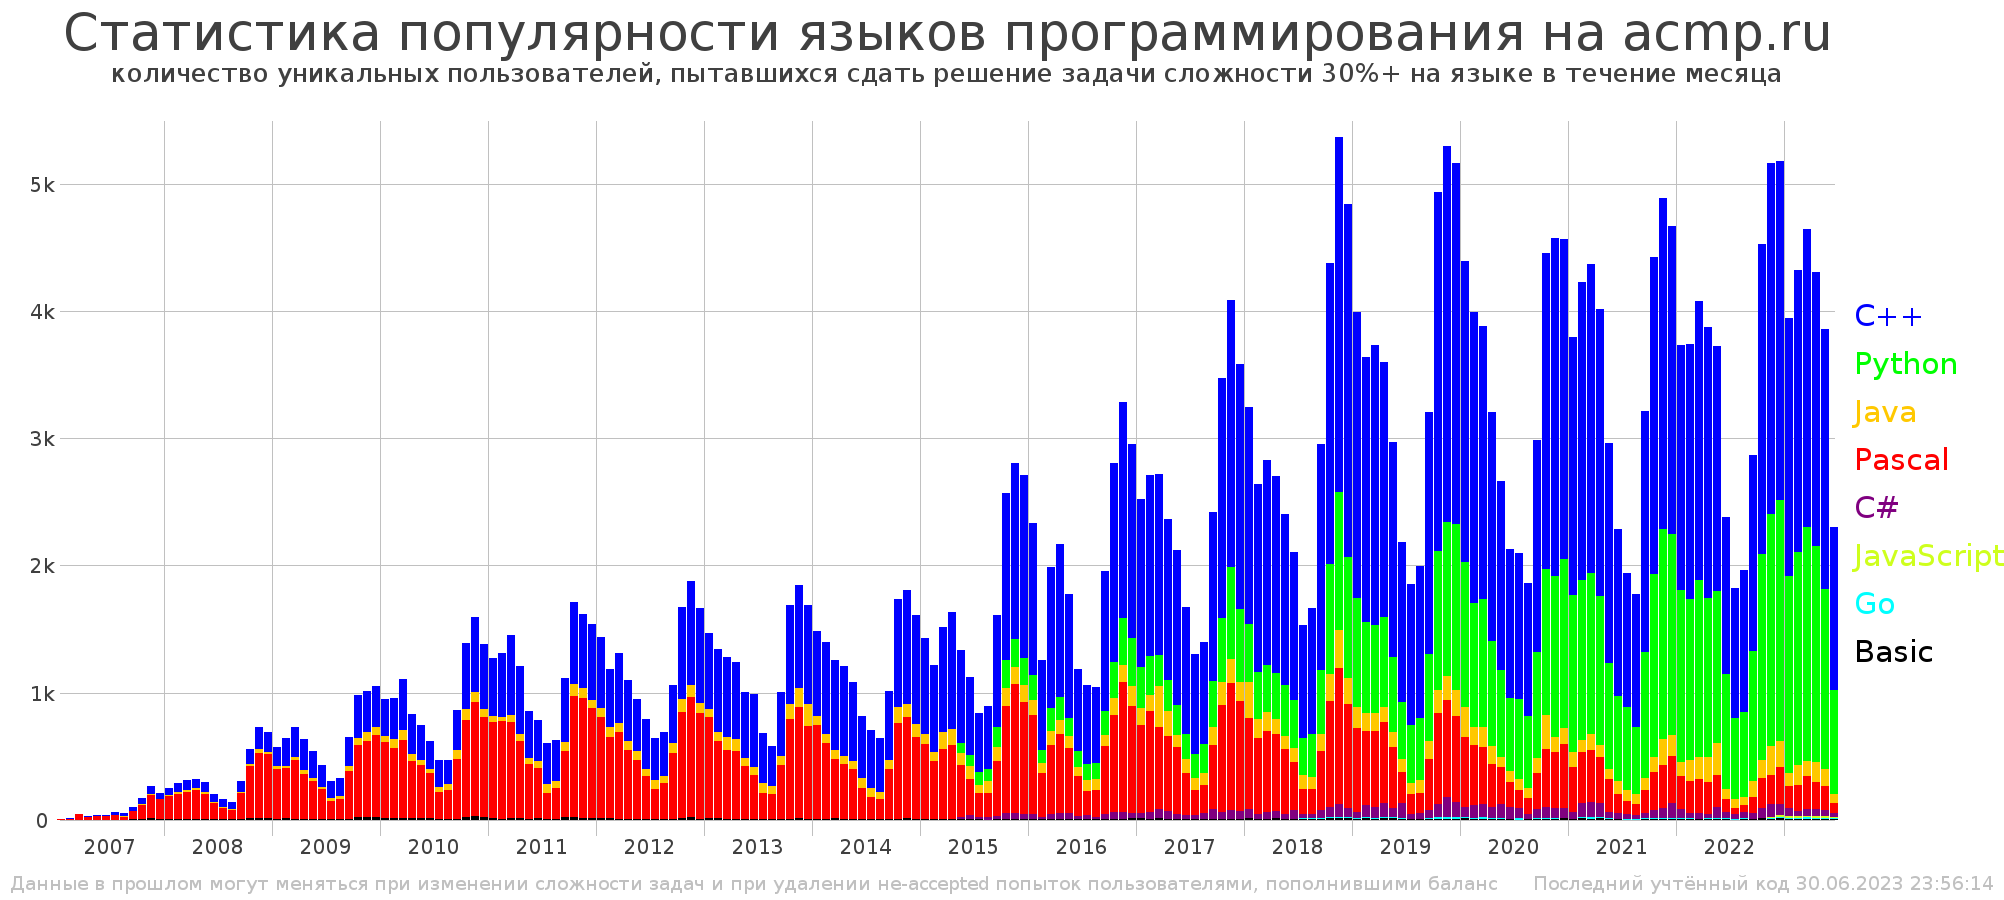 Статистика популярности языков программирования на acmp.ru
количество уникальных пользователей, пытавшихся сдать решение задачи сложности 30%+ на языке в течение месяца
5k
4k
3k
2k
1k
0
C++
Python
Java
Pascal
C#
JavaScript
Go
Basic
2007 2008 2009 2010 2011 2012 2013 2014 2015 2016 2017 2018 2019 2020 2021 2022
Данные в прошлом могут меняться при изменении сложности задач и при удалении не-accepted попыток пользователями, пополнившими баланс Последний учтённый код 30.06.2023 23:56:14